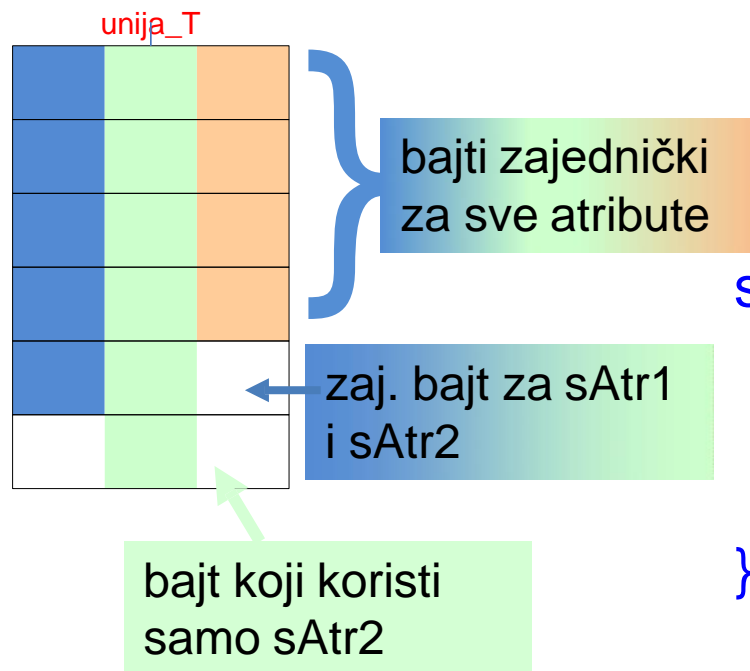 unija_T
bajti zajednički
za sve atribute
s
zaj. bajt za sAtr1
i sAtr2
}
bajt koji koristi
samo sAtr2